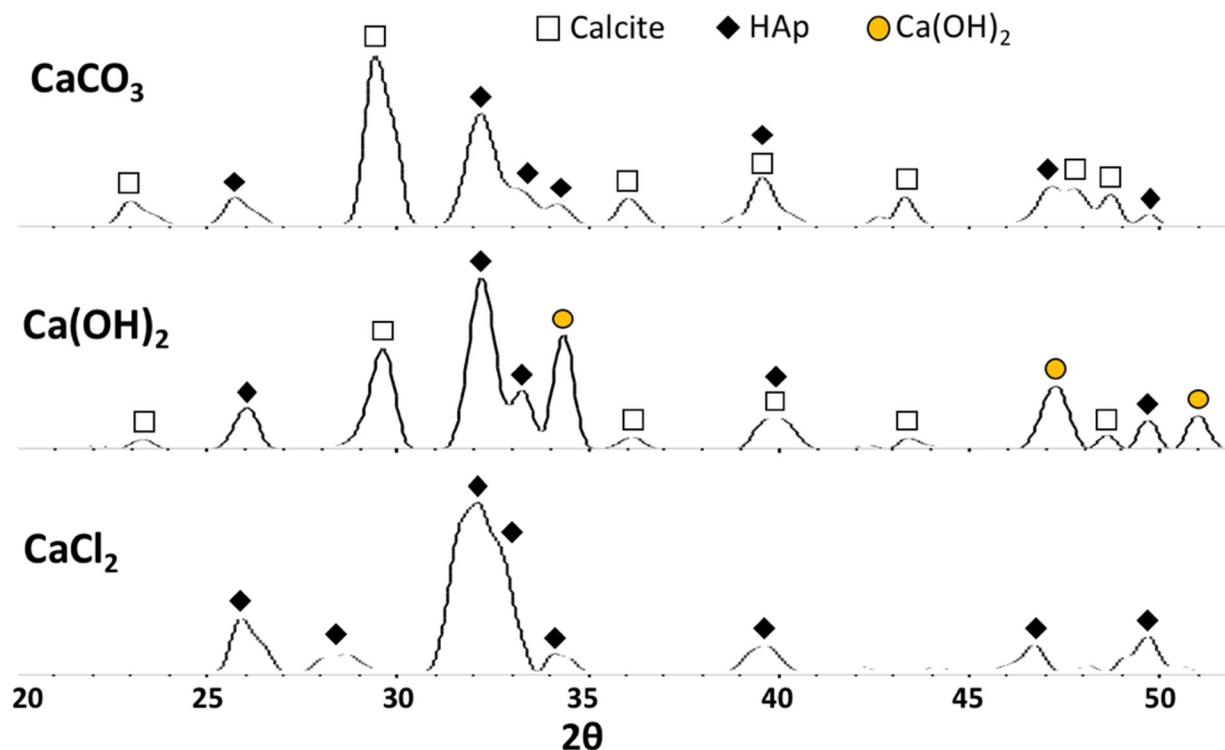 Calcite HAp Ca(OH)₂
CaCO₃
Ca(OH)₂
CaCl₂
20 25 30 35 40 45 50
2θ